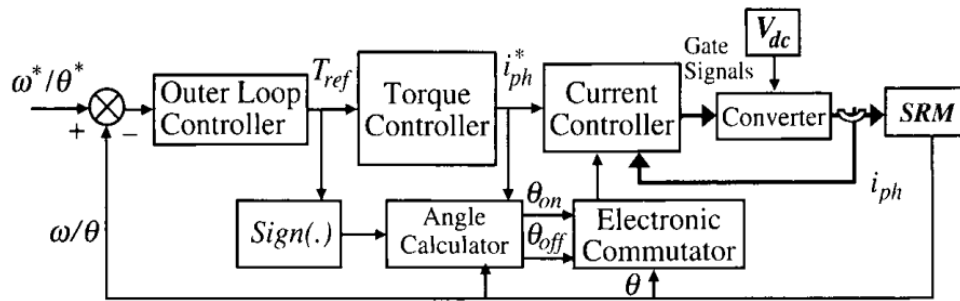 ω*/θ*
+
−
Outer Loop
Controller
T_ref
Torque
Controller
i*_ph
Current
Controller
Gate
Signals
V_dc
Converter
SRM
i_ph
ω/θ
Sign(.)
Angle
Calculator
θ_on
θ_off
Electronic
Commutator
θ